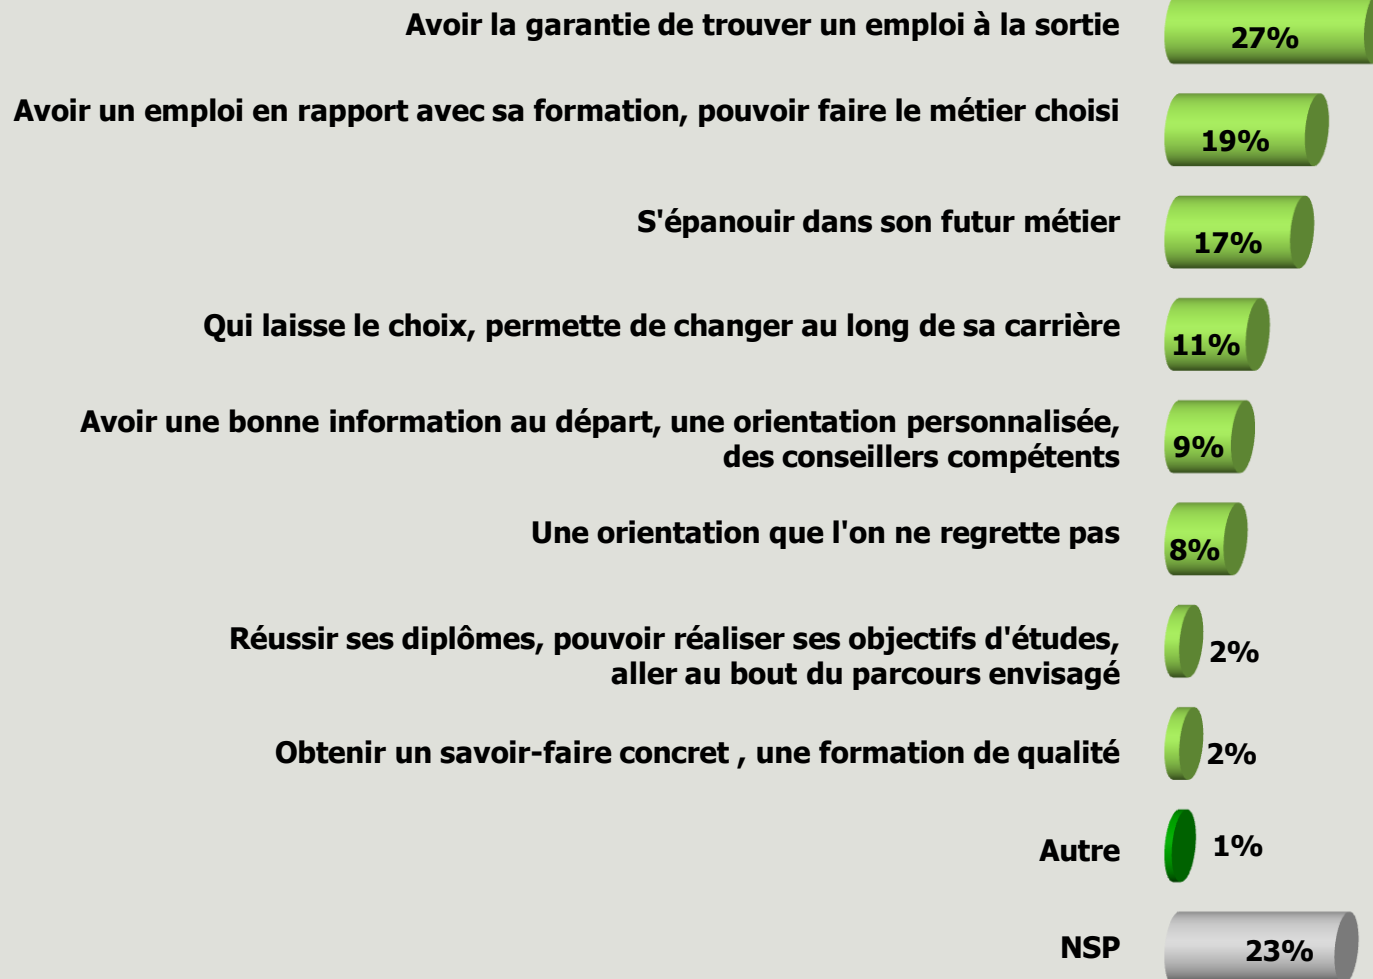 Avoir la garantie de trouver un emploi à la sortie 27%
Avoir un emploi en rapport avec sa formation, pouvoir faire le métier choisi 19%
S'épanouir dans son futur métier 17%
Qui laisse le choix, permette de changer au long de sa carrière 11%
Avoir une bonne information au départ, une orientation personnalisée,
des conseillers compétents 9%
Une orientation que l'on ne regrette pas 8%
Réussir ses diplômes, pouvoir réaliser ses objectifs d'études,
aller au bout du parcours envisagé 2%
Obtenir un savoir-faire concret , une formation de qualité 2%
Autre 1%
NSP 23%